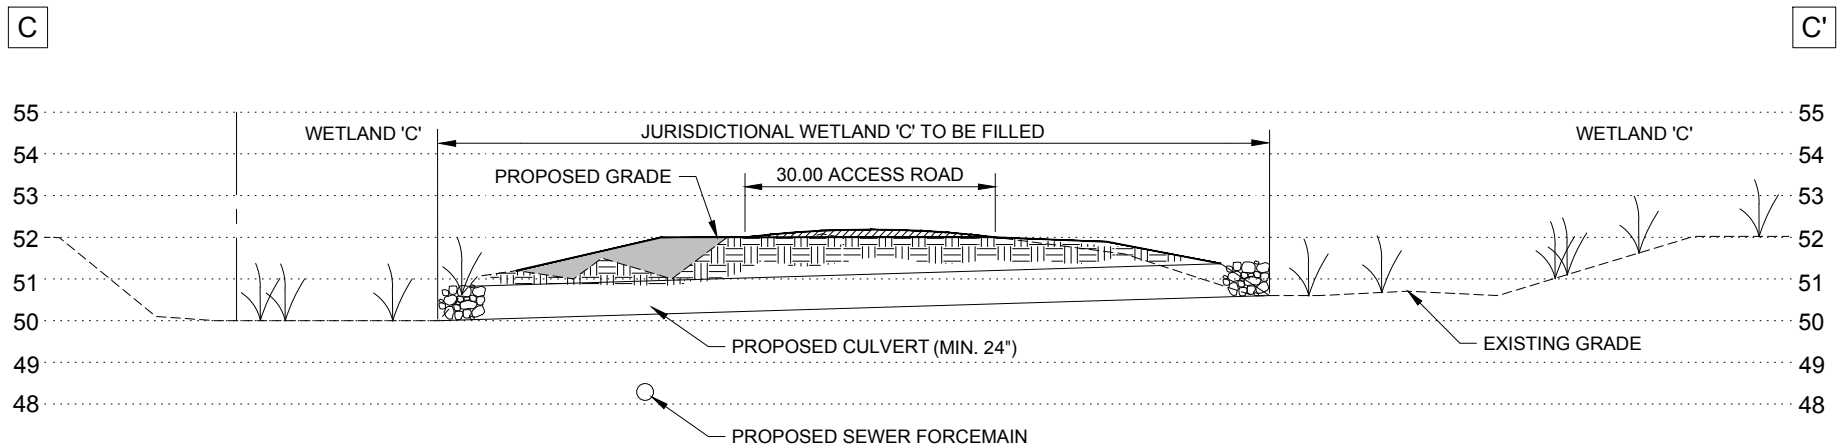 C C'
55 55
WETLAND 'C' JURISDICTIONAL WETLAND 'C' TO BE FILLED WETLAND 'C'
54 54
PROPOSED GRADE 30.00 ACCESS ROAD
53 53
52 52
51 51
50 50
PROPOSED CULVERT (MIN. 24") EXISTING GRADE
49 49
48 48
PROPOSED SEWER FORCEMAIN